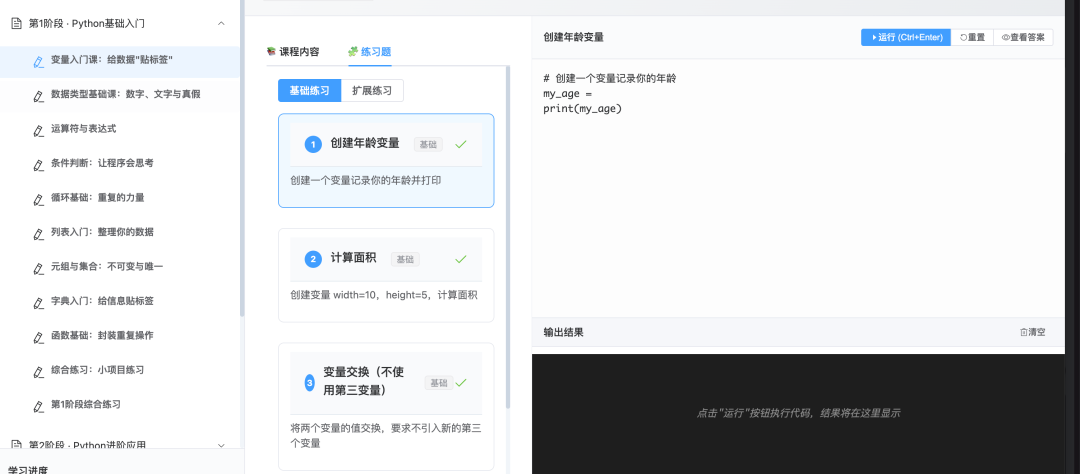 第1阶段 · Python基础入门
变量入门课：给数据"贴标签"
数据类型基础课：数字、文字与真假
运算符与表达式
条件判断：让程序会思考
循环基础：重复的力量
列表入门：整理你的数据
元组与集合：不可变与唯一
字典入门：给信息贴标签
函数基础：封装重复操作
综合练习：小项目练习
第1阶段综合练习
第2阶段 · Python进阶应用
学习进度
课程内容 练习题
基础练习 扩展练习
1 创建年龄变量 基础
创建一个变量记录你的年龄并打印
2 计算面积 基础
创建变量 width=10，height=5，计算面积
3 变量交换（不使用第三变量） 基础
将两个变量的值交换，要求不引入新的第三
个变量
创建年龄变量 运行 (Ctrl+Enter) 重置 查看答案
# 创建一个变量记录你的年龄
my_age =
print(my_age)
输出结果 清空
点击"运行"按钮执行代码，结果将在这里显示